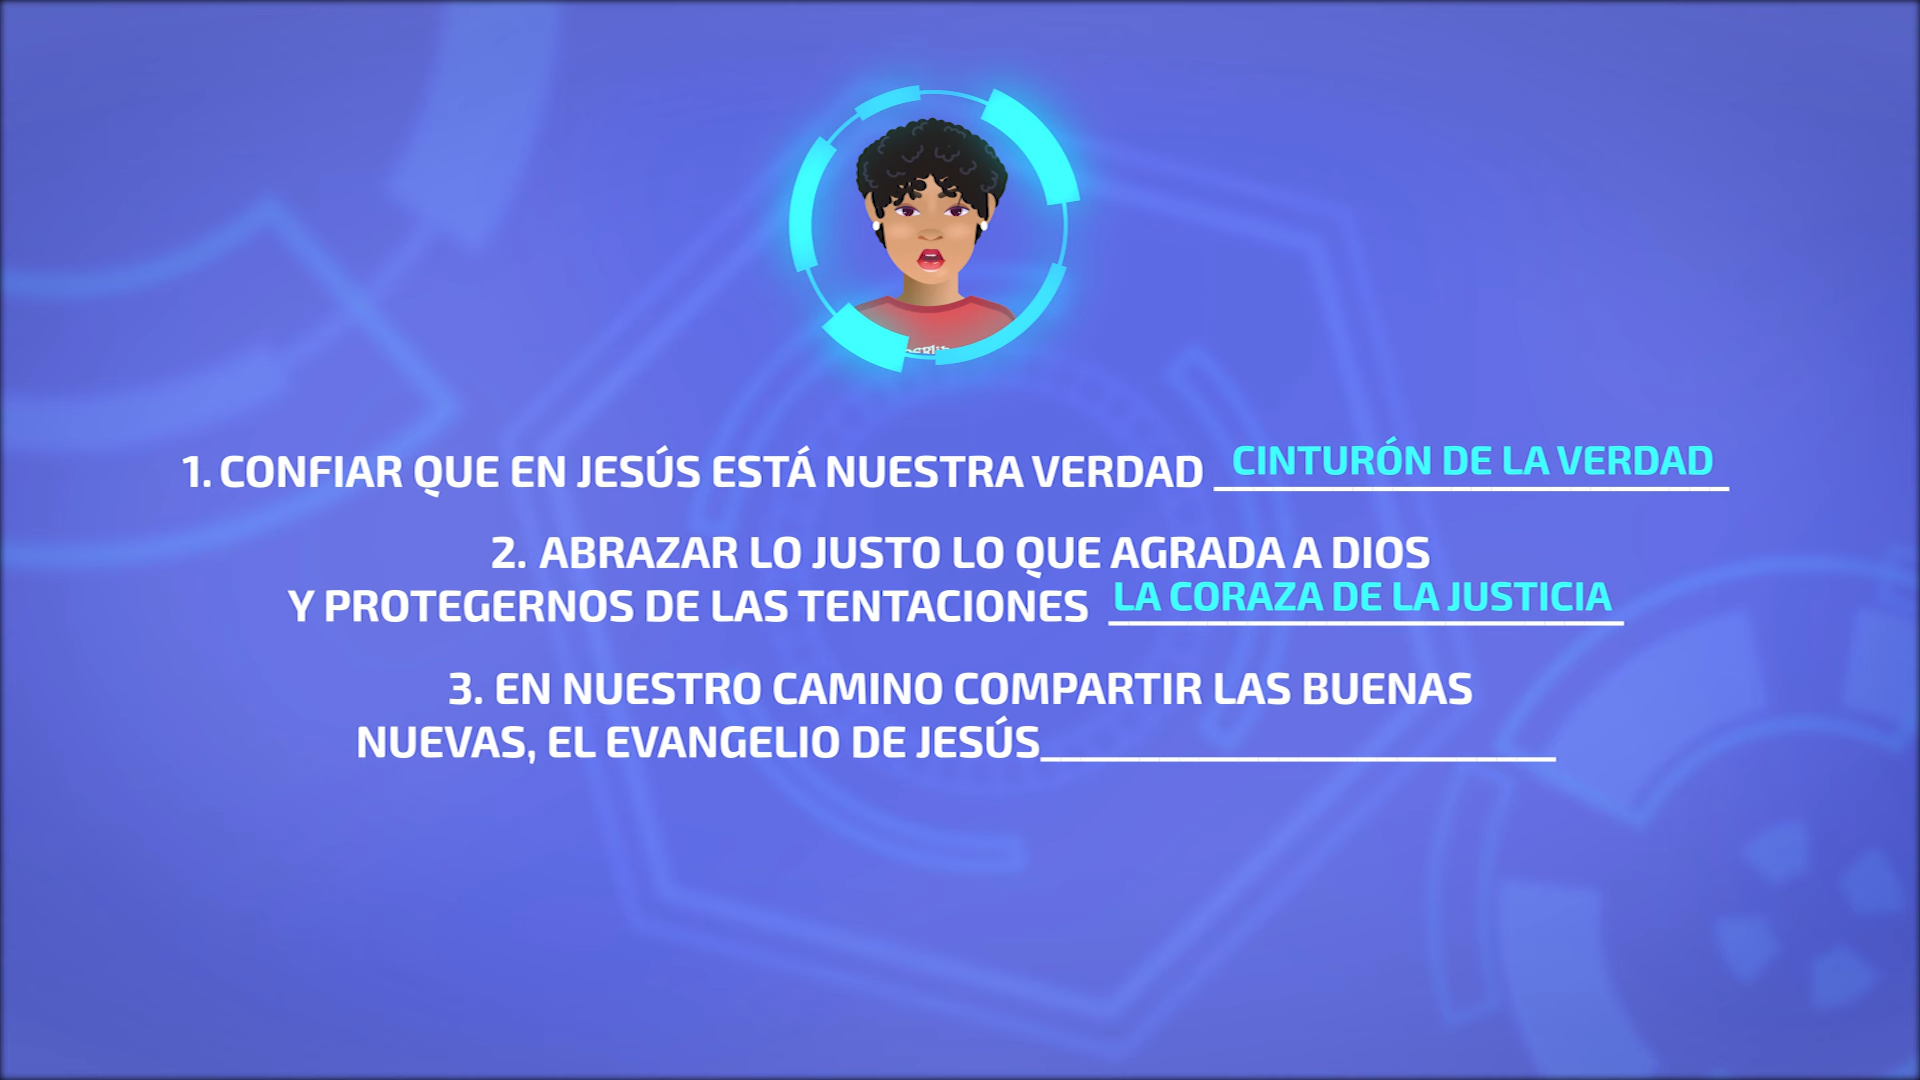 1. CONFIAR QUE EN JESÚS ESTÁ NUESTRA VERDAD CINTURÓN DE LA VERDAD
2. ABRAZAR LO JUSTO LO QUE AGRADA A DIOS
Y PROTEGERNOS DE LAS TENTACIONES LA CORAZA DE LA JUSTICIA
3. EN NUESTRO CAMINO COMPARTIR LAS BUENAS
NUEVAS, EL EVANGELIO DE JESÚS____________________